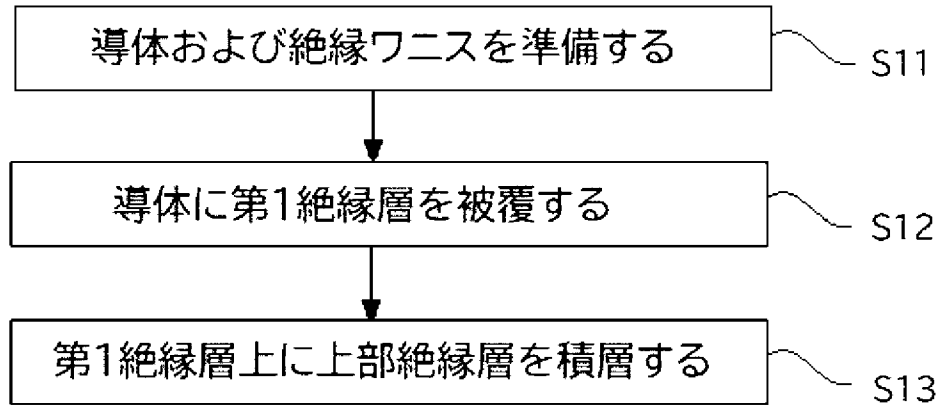 導体および絶縁ワニスを準備する
S11
導体に第1絶縁層を被覆する
S12
第1絶縁層上に上部絶縁層を積層する
S13